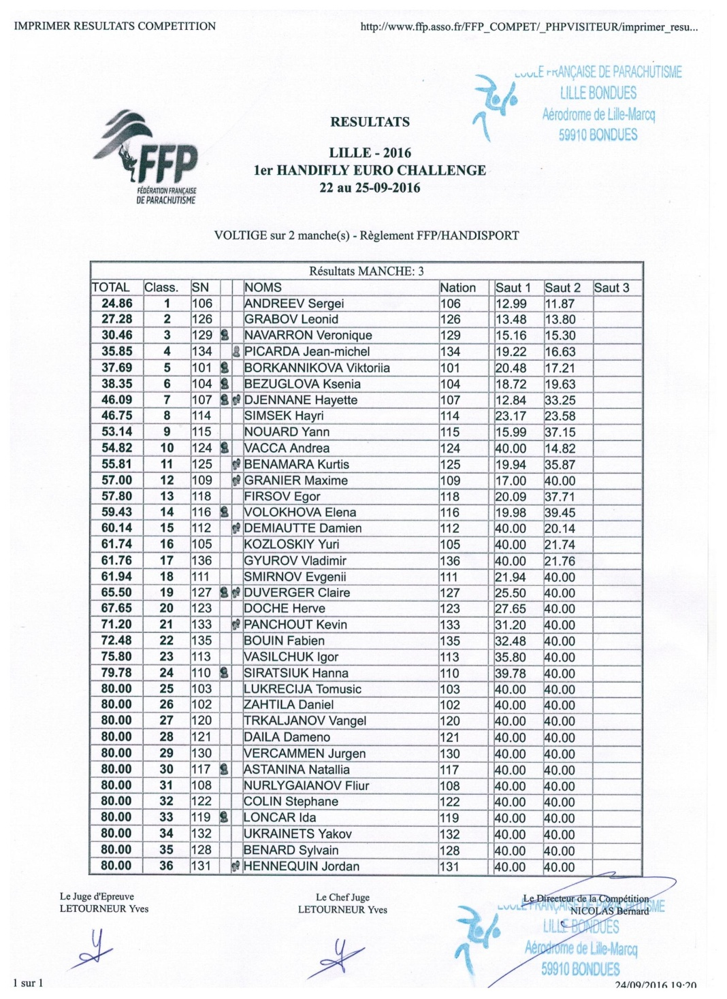 IMPRIMER RESULTATS COMPETITION http://www.ffp.asso.fr/FFP_COMPET/_PHPVISITEUR/imprimer_resu...
FRANÇAISE DE PARACHUTISME
LILLE BONDUES
Aérodrome de Lille-Marcq
59910 BONDUES
FFP
FÉDÉRATION FRANÇAISE
DE PARACHUTISME
RESULTATS
LILLE - 2016
1er HANDIFLY EURO CHALLENGE
22 au 25-09-2016
VOLTIGE sur 2 manche(s) - Règlement FFP/HANDISPORT
Résultats MANCHE: 3
TOTAL Class. SN NOMS Nation Saut 1 Saut 2 Saut 3
24.86 1 106 ANDREEV Sergei 106 12.99 11.87
27.28 2 126 GRABOV Leonid 126 13.48 13.80
30.46 3 129 NAVARRON Veronique 129 15.16 15.30
35.85 4 134 PICARDA Jean-michel 134 19.22 16.63
37.69 5 101 BORKANNIKOVA Viktoriia 101 20.48 17.21
38.35 6 104 BEZUGLOVA Ksenia 104 18.72 19.63
46.09 7 107 DJENNANE Hayette 107 12.84 33.25
46.75 8 114 SIMSEK Hayri 114 23.17 23.58
53.14 9 115 NOUARD Yann 115 15.99 37.15
54.82 10 124 VACCA Andrea 124 40.00 14.82
55.81 11 125 BENAMARA Kurtis 125 19.94 35.87
57.00 12 109 GRANIER Maxime 109 17.00 40.00
57.80 13 118 FIRSOV Egor 118 20.09 37.71
59.43 14 116 VOLOKHOVA Elena 116 19.98 39.45
60.14 15 112 DEMIAUTTE Damien 112 40.00 20.14
61.74 16 105 KOZLOSKIY Yuri 105 40.00 21.74
61.76 17 136 GYUROV Vladimir 136 40.00 21.76
61.94 18 111 SMIRNOV Evgenii 111 21.94 40.00
65.50 19 127 DUVERGER Claire 127 25.50 40.00
67.65 20 123 DOCHE Herve 123 27.65 40.00
71.20 21 133 PANCHOUT Kevin 133 31.20 40.00
72.48 22 135 BOUIN Fabien 135 32.48 40.00
75.80 23 113 VASILCHUK Igor 113 35.80 40.00
79.78 24 110 SIRATSIUK Hanna 110 39.78 40.00
80.00 25 103 LUKRECIJA Tomusic 103 40.00 40.00
80.00 26 102 ZAHTILA Daniel 102 40.00 40.00
80.00 27 120 TRKALJANOV Vangel 120 40.00 40.00
80.00 28 121 DAILA Dameno 121 40.00 40.00
80.00 29 130 VERCAMMEN Jurgen 130 40.00 40.00
80.00 30 117 ASTANINA Natallia 117 40.00 40.00
80.00 31 108 NURLYGAIANOV Fliur 108 40.00 40.00
80.00 32 122 COLIN Stephane 122 40.00 40.00
80.00 33 119 LONCAR Ida 119 40.00 40.00
80.00 34 132 UKRAINETS Yakov 132 40.00 40.00
80.00 35 128 BENARD Sylvain 128 40.00 40.00
80.00 36 131 HENNEQUIN Jordan 131 40.00 40.00
Le Juge d'Epreuve Le Chef Juge Le Directeur de la Compétition
LETOURNEUR Yves LETOURNEUR Yves NICOLAS Bernard
FRANÇAISE DE PARACHUTISME
LILLE BONDUES
Aérodrome de Lille-Marcq
59910 BONDUES
1 sur 1 24/09/2016 19:20